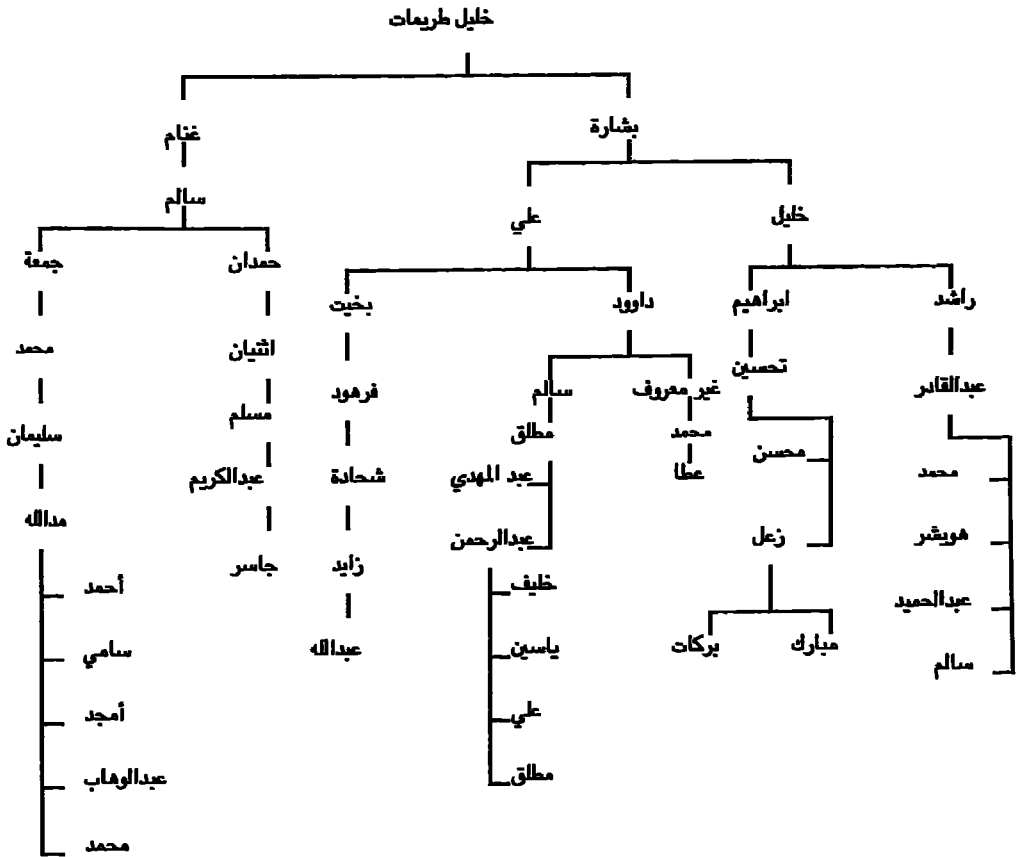 خليل طريمات
بشارة
غنام
سالم
خليل
علي
حمدان
جمعة
راشد
ابراهيم
داوود
بخيت
اثنيان
محمد
عبدالقادر
تحسين
غير معروف
سالم
فرهود
مسلم
سليمان
محسن
محمد
مطلق
محمد
عطا
عبد المهدي
شحادة
عبدالكريم
مدالله
هويشر
زعل
عبدالرحمن
زايد
جاسر
أحمد
خليف
عبدالحميد
مبارك
بركات
ياسين
عبدالله
سامي
سالم
علي
أمجد
مطلق
عبدالوهاب
محمد